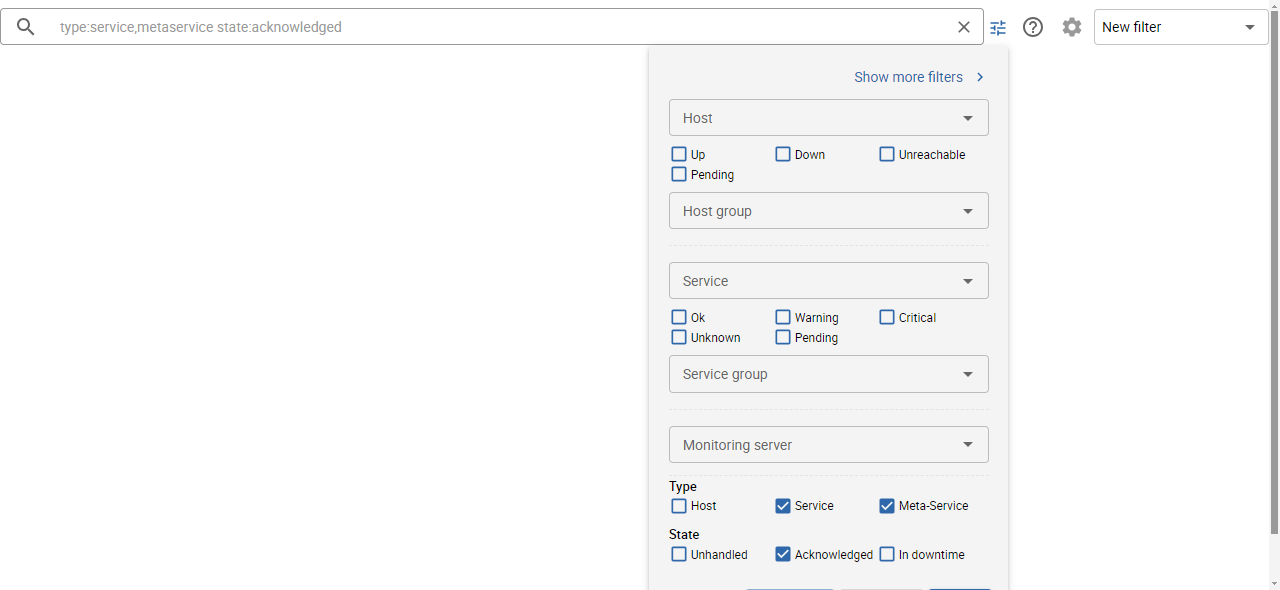 type:service,metaservice state:acknowledged
New filter
Show more filters
Host
Up Down Unreachable
Pending
Host group
Service
Ok Warning Critical
Unknown Pending
Service group
Monitoring server
Type
Host Service Meta-Service
State
Unhandled Acknowledged In downtime